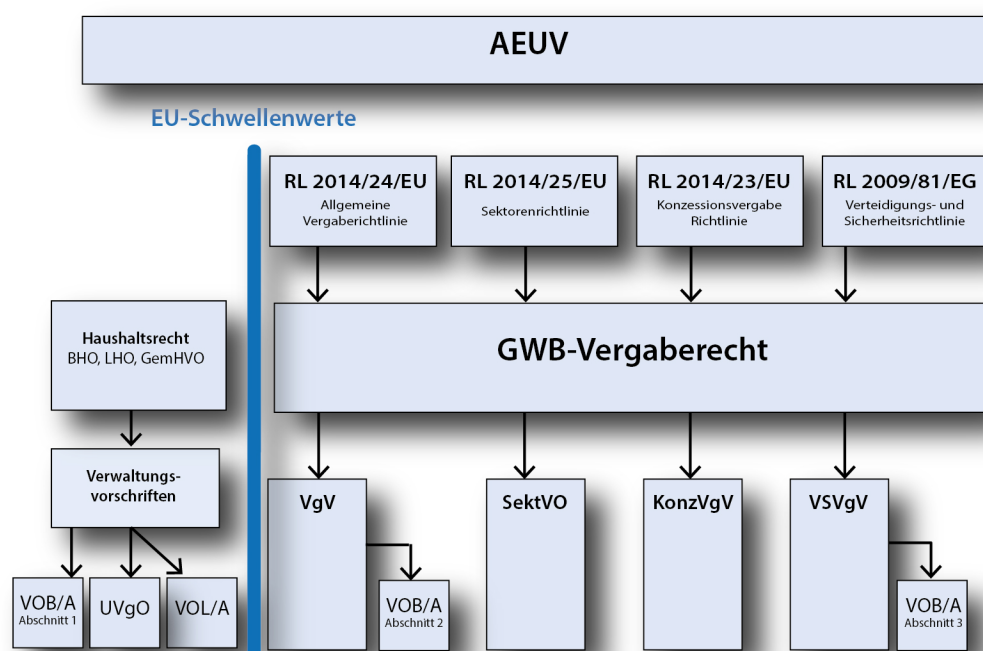 AEUV
EU-Schwellenwerte
RL 2014/24/EU
Allgemeine
Vergaberichtlinie
RL 2014/25/EU
Sektorenrichtlinie
RL 2014/23/EU
Konzessionsvergabe
Richtlinie
RL 2009/81/EG
Verteidigungs- und
Sicherheitsrichtlinie
Haushaltsrecht
BHO, LHO, GemHVO
GWB-Vergaberecht
Verwaltungs-
vorschriften
VgV
SektVO
KonzVgV
VSVgV
VOB/A
Abschnitt 1
UVgO
VOL/A
VOB/A
Abschnitt 2
VOB/A
Abschnitt 3